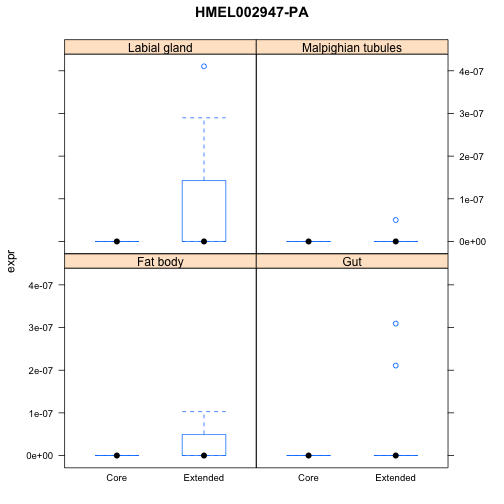 HMEL002947-PA
Labial gland
Malpighian tubules
4e-07
3e-07
2e-07
1e-07
0e+00
expr
Fat body
Gut
4e-07
3e-07
2e-07
1e-07
0e+00
Core
Extended
Core
Extended